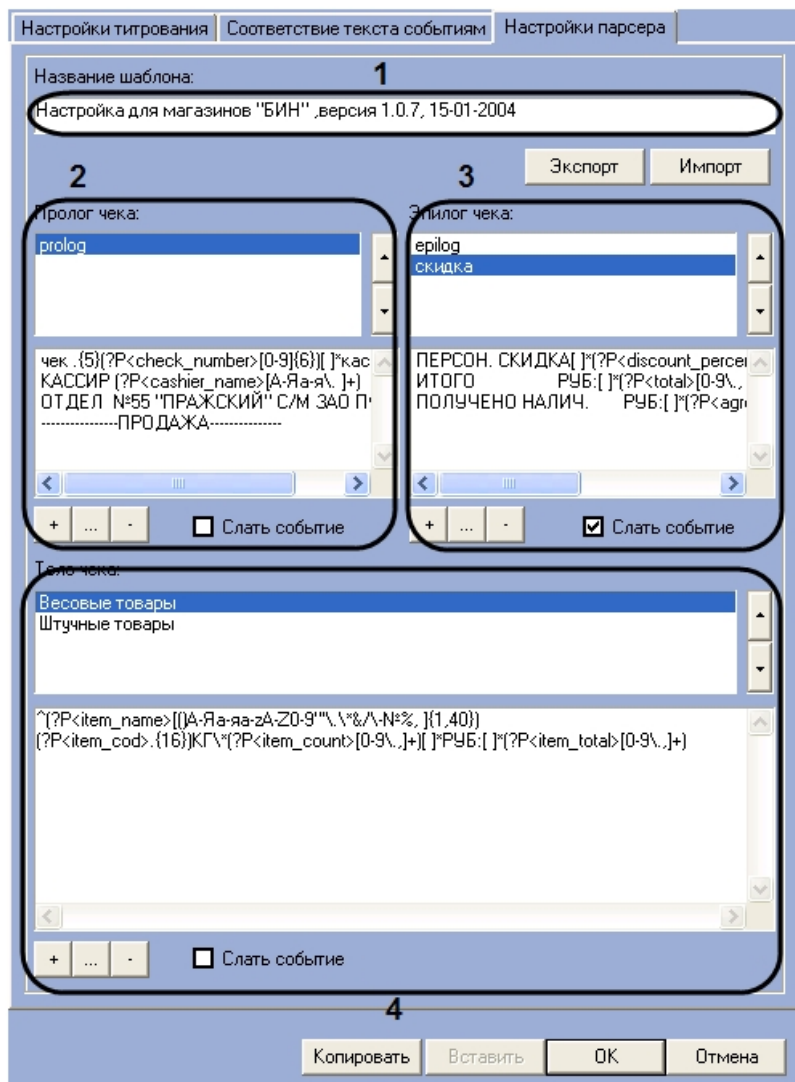 Настройки титрования Соответствие текста событиям Настройки парсера
Название шаблона:
1
Настройка для магазинов "БИН" ,версия 1.0.7, 15-01-2004
Экспорт Импорт
2
Пролог чека:
prolog
чек .{5}(?P<check_number>[0-9]{6})[ ]*кас
КАССИР (?P<cashier_name>[А-Яа-я\. ]+)
ОТДЕЛ №55 "ПРАЖСКИЙ" С/М ЗАО П
----------------ПРОДАЖА---------------
+ ... - Слать событие
3
Эпилог чека:
epilog
скидка
ПЕРСОН. СКИДКА[ ]*(?P<discount_percer
ИТОГО РУБ:[ ]*(?P<total>[0-9\.,
ПОЛУЧЕНО НАЛИЧ. РУБ:[ ]*(?P<agr
+ ... - Слать событие
Тело чека:
Весовые товары
Штучные товары
^(?P<item_name>[()А-Яа-яa-zA-Z0-9'"\.\*&/\-№%, ]{1,40})
(?P<item_cod>.{16})КГ\*(?P<item_count>[0-9\.,]+)[ ]*РУБ:[ ]*(?P<item_total>[0-9\.,]+)
+ ... - Слать событие
4
Копировать Вставить OK Отмена